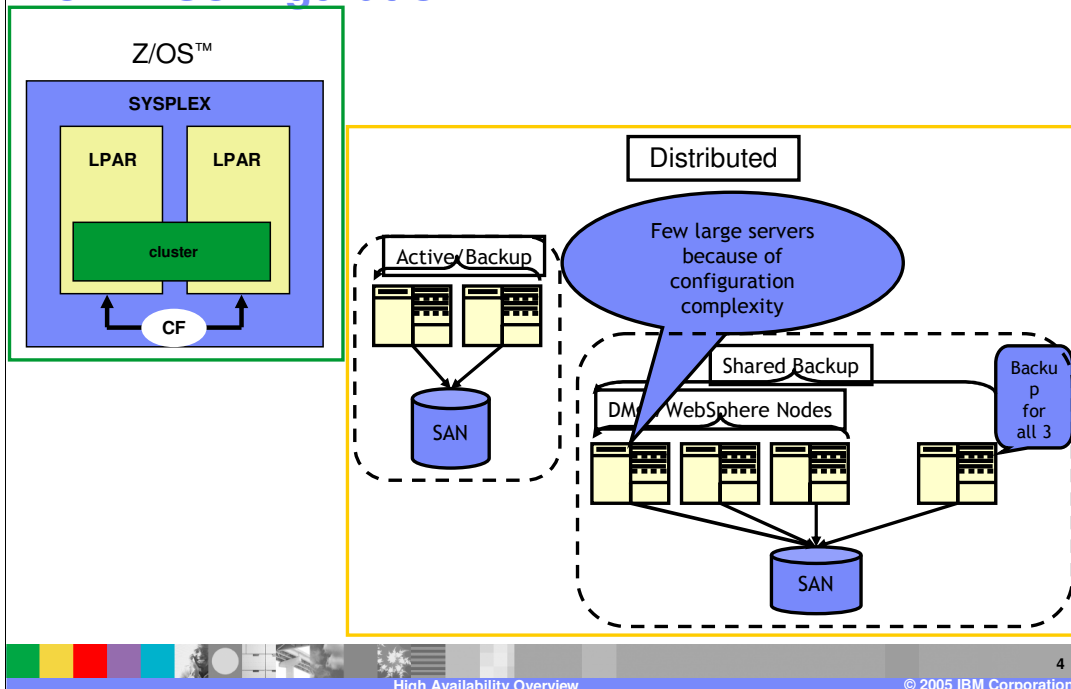 Z/OS™
SYSPLEX
LPAR
LPAR
cluster
CF
Distributed
Few large servers
because of
configuration
complexity
Active/Backup
SAN
Shared Backup
Backu
p
for
all 3
WebSphere Nodes
SAN
4
High Availability Overview
© 2005 IBM Corporation